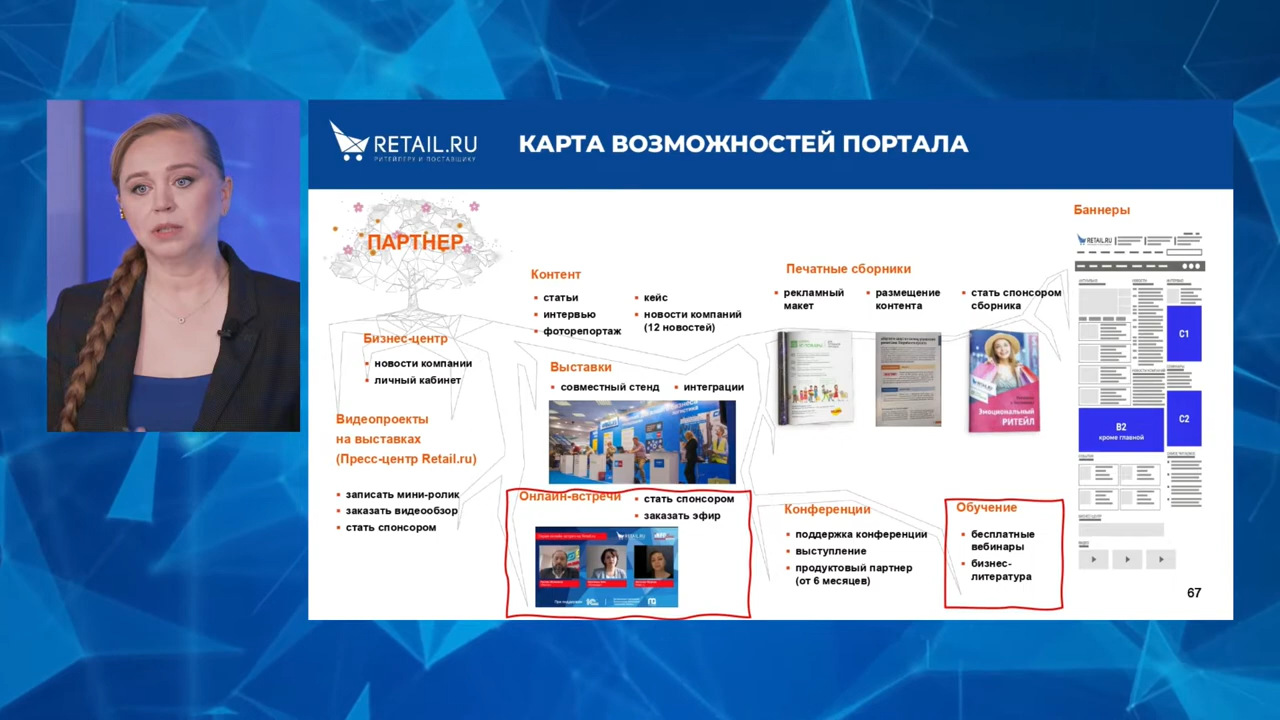 RETAIL.RU
РИТЕЙЛЕРУ И ПОСТАВЩИКУ
КАРТА ВОЗМОЖНОСТЕЙ ПОРТАЛА
ПАРТНЕР
Бизнес-центр
новости компании
личный кабинет
Видеопроекты
на выставках
(Пресс-центр Retail.ru)
записать мини-ролик
заказать видеообзор
стать спонсором
Контент
статьи
интервью
фоторепортаж
кейс
новости компаний
(12 новостей)
Выставки
совместный стенд
интеграции
Онлайн-встречи
стать спонсором
заказать эфир
RETAIL.RU
Печатные сборники
рекламный
макет
размещение
контента
стать спонсором
сборника
Эмоциональный
РИТЕЙЛ
Конференции
поддержка конференции
выступление
продуктовый партнер
(от 6 месяцев)
Обучение
бесплатные
вебинары
бизнес-
литература
Баннеры
RETAIL.RU
C1
C2
B2
кроме главной
67